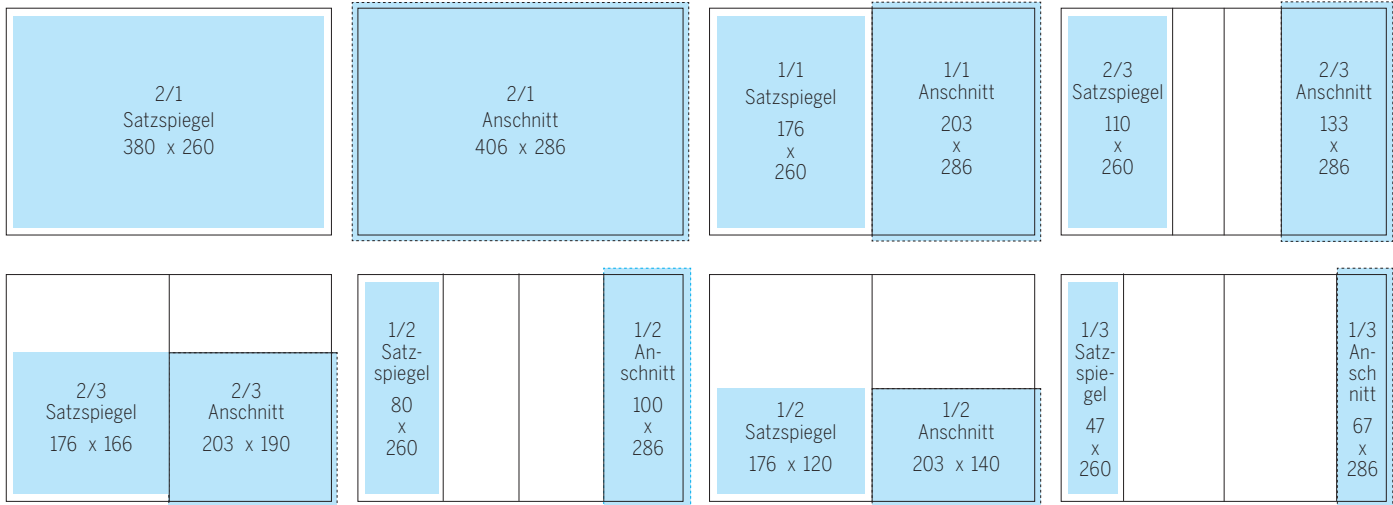 2/1
Satzspiegel
380 x 260
2/1
Anschnitt
406 x 286
1/1
Satzspiegel
176
x
260
1/1
Anschnitt
203
x
286
2/3
Satzspiegel
110
x
260
2/3
Anschnitt
133
x
286
2/3
Satzspiegel
176 x 166
2/3
Anschnitt
203 x 190
1/2
Satz-
spiegel
80
x
260
1/2
An-
schnitt
100
x
286
1/2
Satzspiegel
176 x 120
1/2
Anschnitt
203 x 140
1/3
Satz-
spie-
gel
47
x
260
1/3
An-
sch
nitt
67
x
286